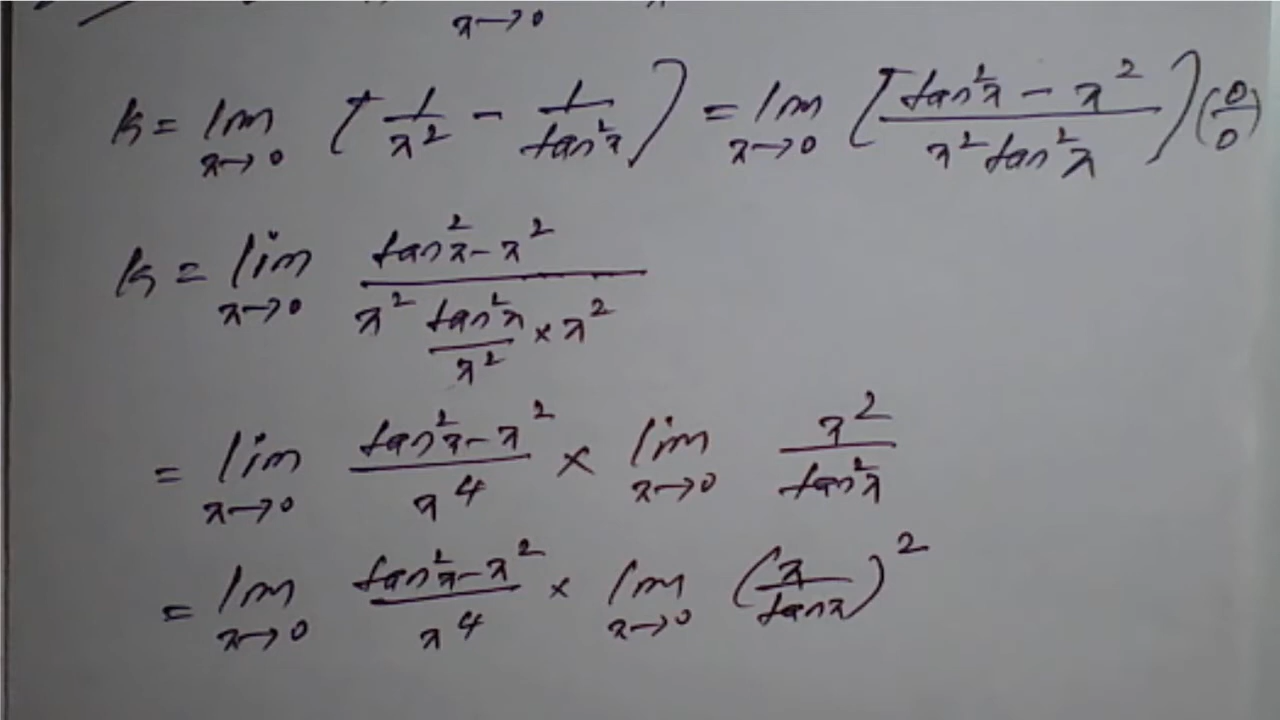 x→0
k = lim x→0 [1/x² - 1/tan²x] = lim x→0 [(tan²x - x²)/(x² tan²x)] (0/0)
k = lim x→0 (tan²x - x²)/(x² tan²x/x² × x²)
= lim x→0 (tan²x - x²)/x⁴ × lim x→0 x²/tan²x
= lim x→0 (tan²x - x²)/x⁴ × lim x→0 (x/tanx)²